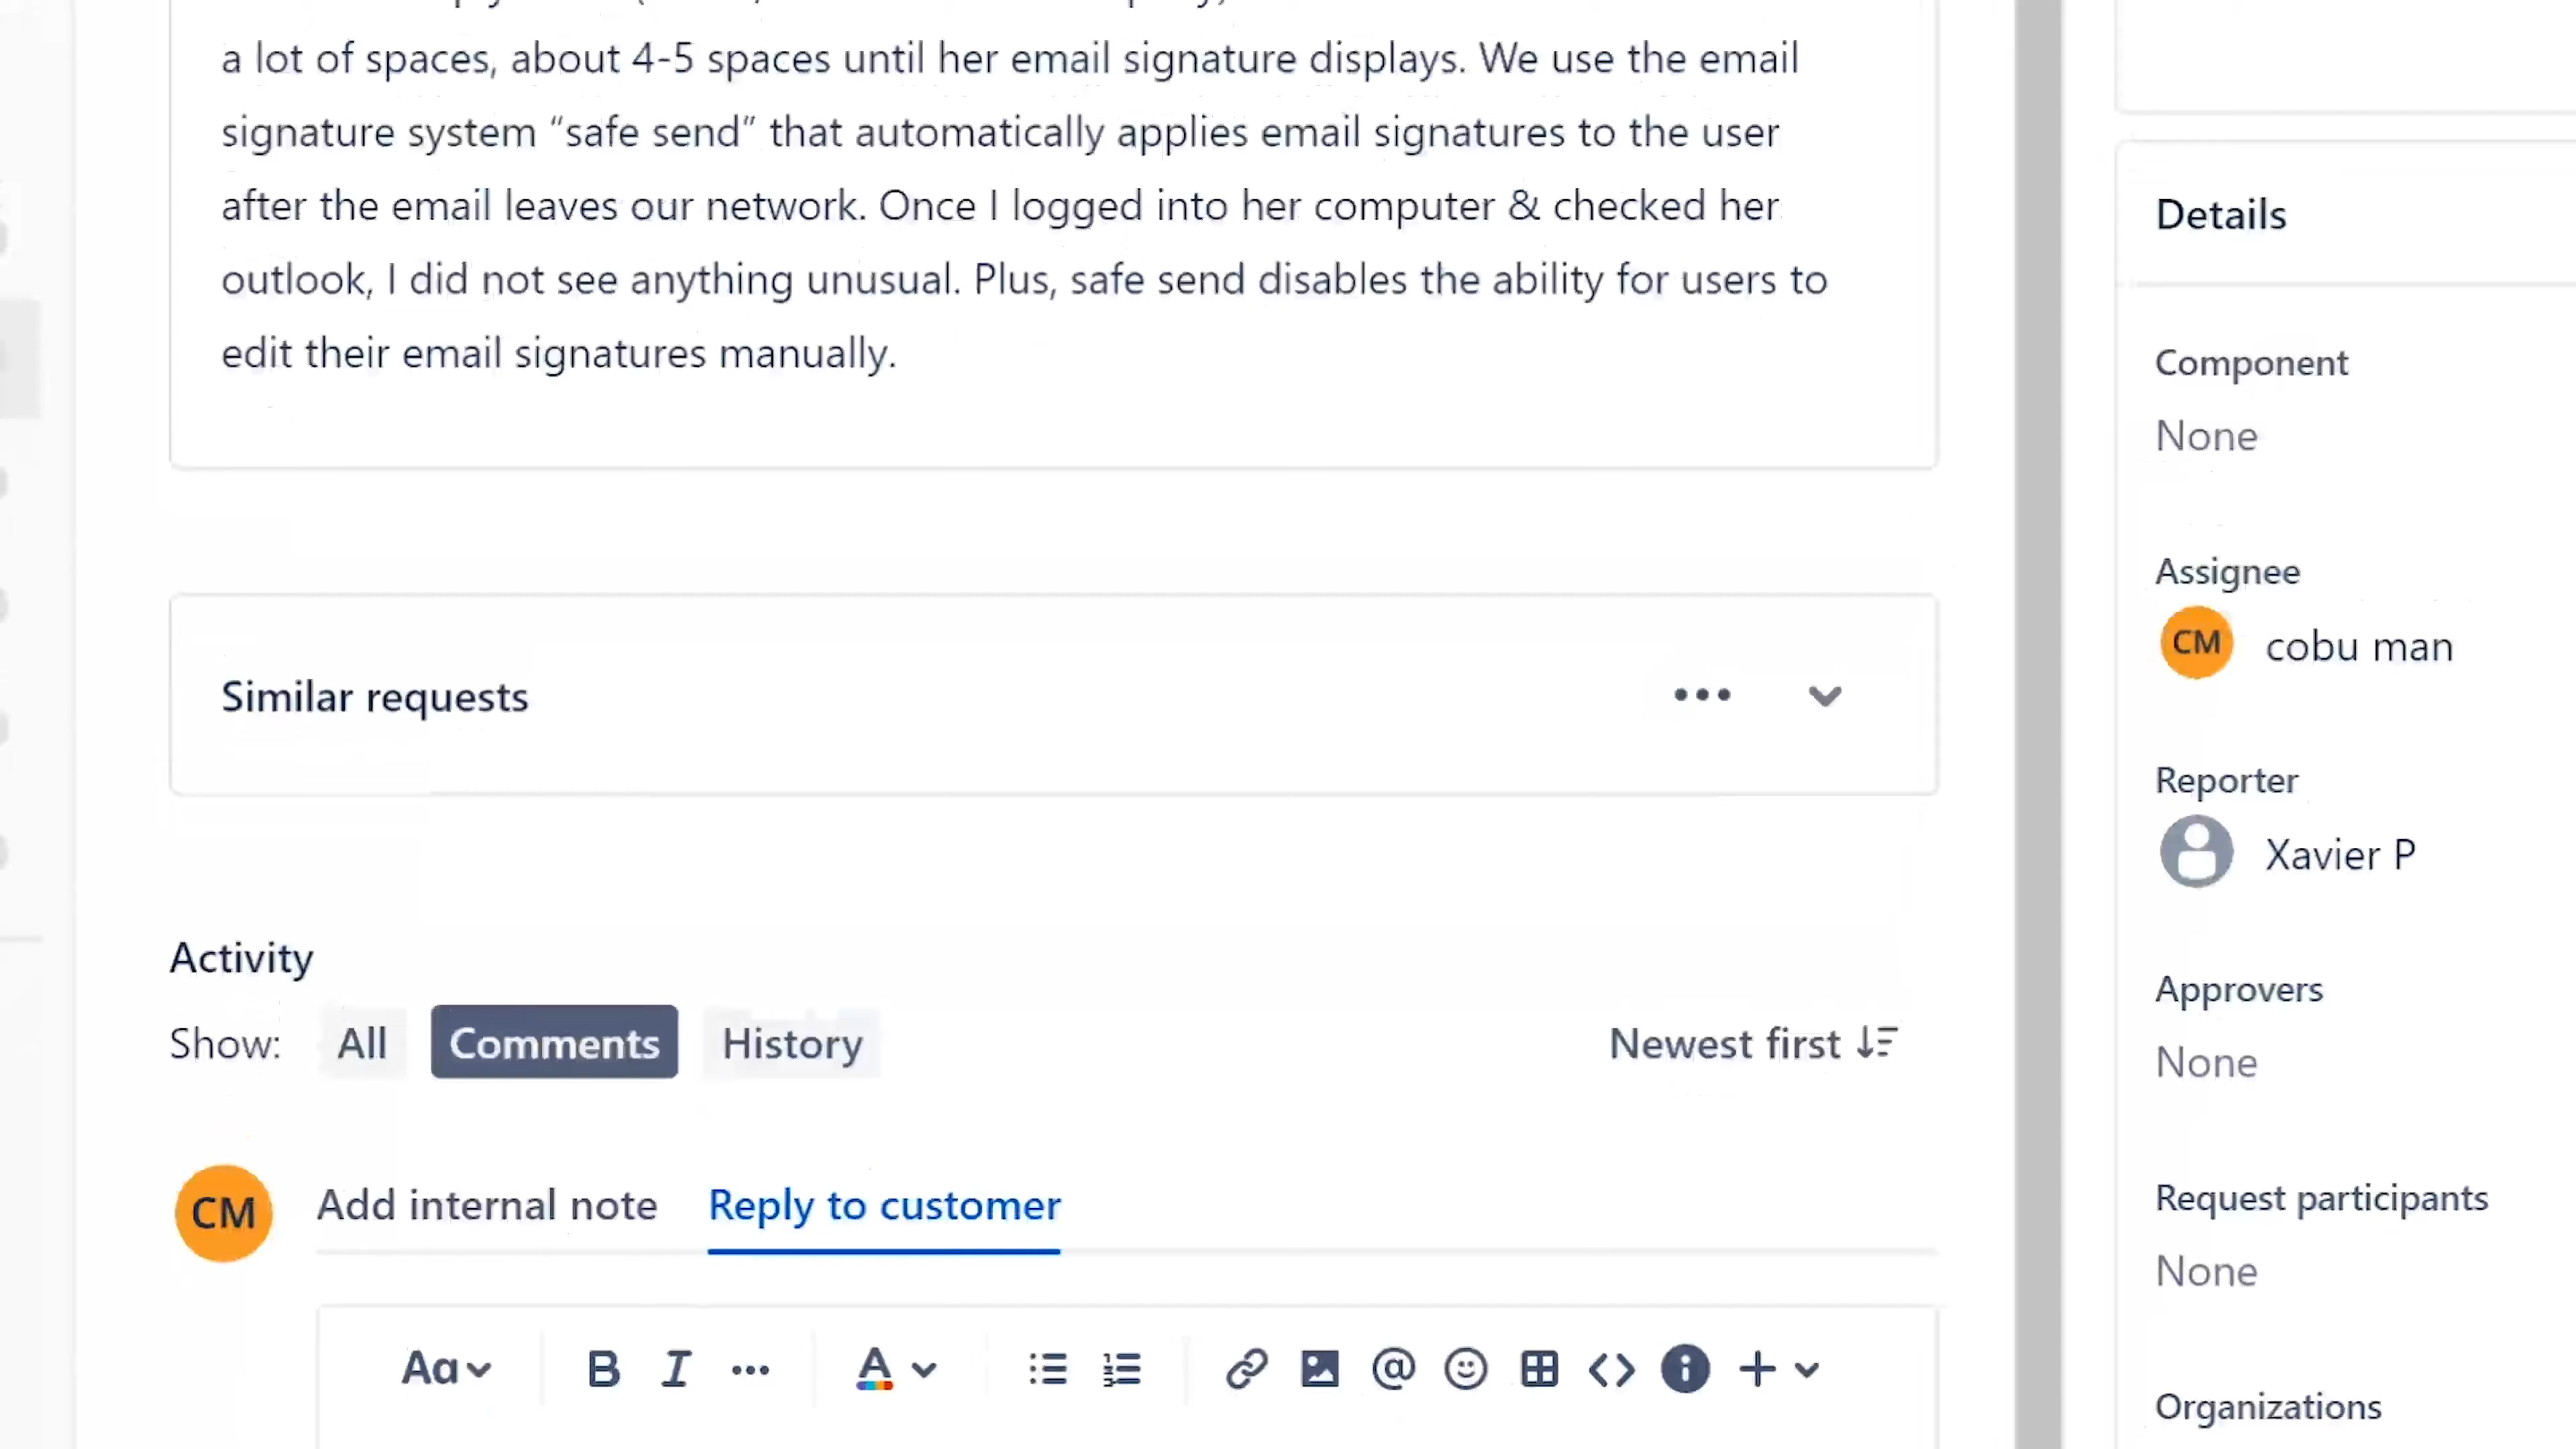 a lot of spaces, about 4-5 spaces until her email signature displays. We use the email
signature system “safe send” that automatically applies email signatures to the user
after the email leaves our network. Once I logged into her computer & checked her
outlook, I did not see anything unusual. Plus, safe send disables the ability for users to
edit their email signatures manually.
Similar requests
Activity
Show: All Comments History Newest first
CM Add internal note Reply to customer
Aa B I A @
Details
Component
None
Assignee
CM cobu man
Reporter
Xavier P
Approvers
None
Request participants
None
Organizations